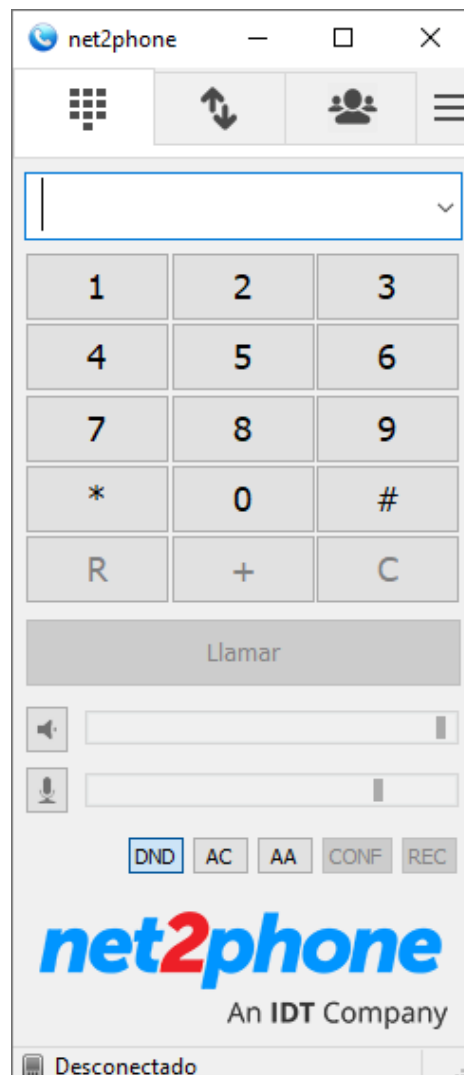 net2phone
1 2 3
4 5 6
7 8 9
* 0 #
R + C
Llamar
DND AC AA CONF REC
net2phone
An IDT Company
Desconectado